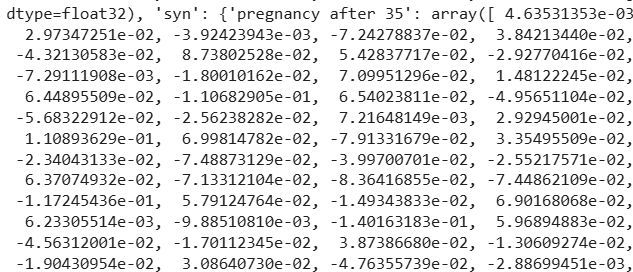 dtype=float32), 'syn': {'pregnancy after 35': array([ 4.63531353e-03
2.97347251e-02, -3.92423943e-03, -7.24278837e-02, 3.84213440e-02,
-4.32130583e-02, 8.73802528e-02, 5.42837717e-02, -2.92770416e-02,
-7.29111908e-03, -1.80010162e-02, 7.09951296e-02, 1.48122245e-02,
6.44895509e-02, -1.10682905e-01, 6.54023811e-02, -4.95651104e-02,
-5.68322912e-02, -2.56238282e-02, 7.21648149e-03, 2.92945001e-02,
1.10893629e-01, 6.99814782e-02, -7.91331679e-02, 3.35495509e-02,
-2.34043133e-02, -7.48873129e-02, -3.99700701e-02, -2.55217571e-02,
6.37074932e-02, -7.13312104e-02, -8.36416855e-02, -7.44862109e-02,
-1.17245436e-01, 5.79124764e-02, -1.49343833e-02, 6.90168068e-02,
6.23305514e-03, -9.88510810e-03, -1.40163183e-01, 5.96894883e-02,
-4.56312001e-02, -1.70112345e-02, 3.87386680e-02, -1.30609274e-02,
-1.90430954e-02, 3.08640730e-02, -4.76355739e-02, -2.88699451e-03,